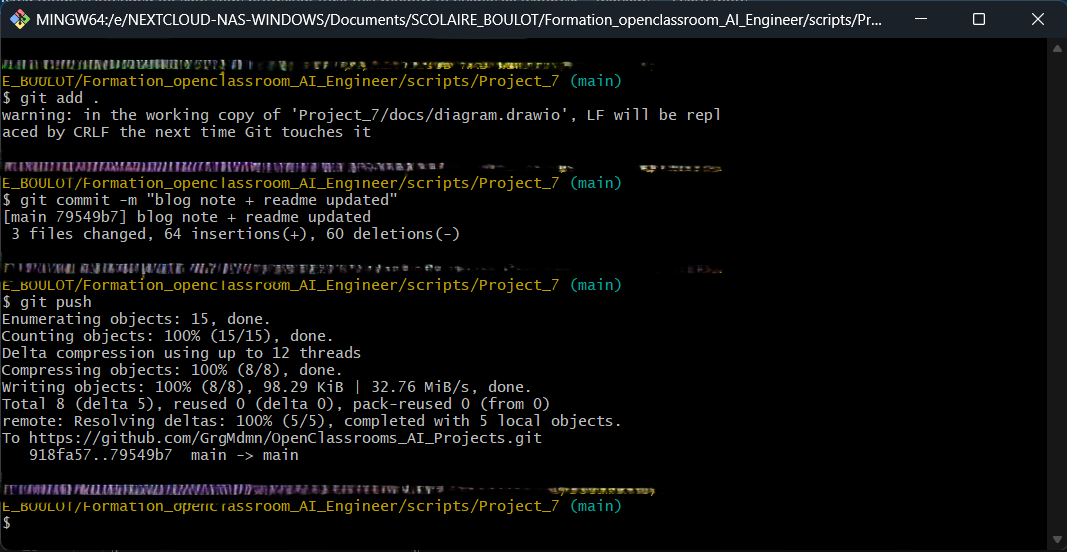 MINGW64:/e/NEXTCLOUD-NAS-WINDOWS/Documents/SCOLAIRE_BOULOT/Formation_openclassroom_AI_Engineer/scripts/Pr...
E_BOULOT/Formation_openclassroom_AI_Engineer/scripts/Project_7 (main)
$ git add .
warning: in the working copy of 'Project_7/docs/diagram.drawio', LF will be repl
aced by CRLF the next time Git touches it
E_BOULOT/Formation_openclassroom_AI_Engineer/scripts/Project_7 (main)
$ git commit -m "blog note + readme updated"
[main 79549b7] blog note + readme updated
 3 files changed, 64 insertions(+), 60 deletions(-)
E_BOULOT/Formation_openclassroom_AI_Engineer/scripts/Project_7 (main)
$ git push
Enumerating objects: 15, done.
Counting objects: 100% (15/15), done.
Delta compression using up to 12 threads
Compressing objects: 100% (8/8), done.
Writing objects: 100% (8/8), 98.29 KiB | 32.76 MiB/s, done.
Total 8 (delta 5), reused 0 (delta 0), pack-reused 0 (from 0)
remote: Resolving deltas: 100% (5/5), completed with 5 local objects.
To https://github.com/GrgMdmn/OpenClassrooms_AI_Projects.git
   918fa57..79549b7  main -> main
E_BOULOT/Formation_openclassroom_AI_Engineer/scripts/Project_7 (main)
$